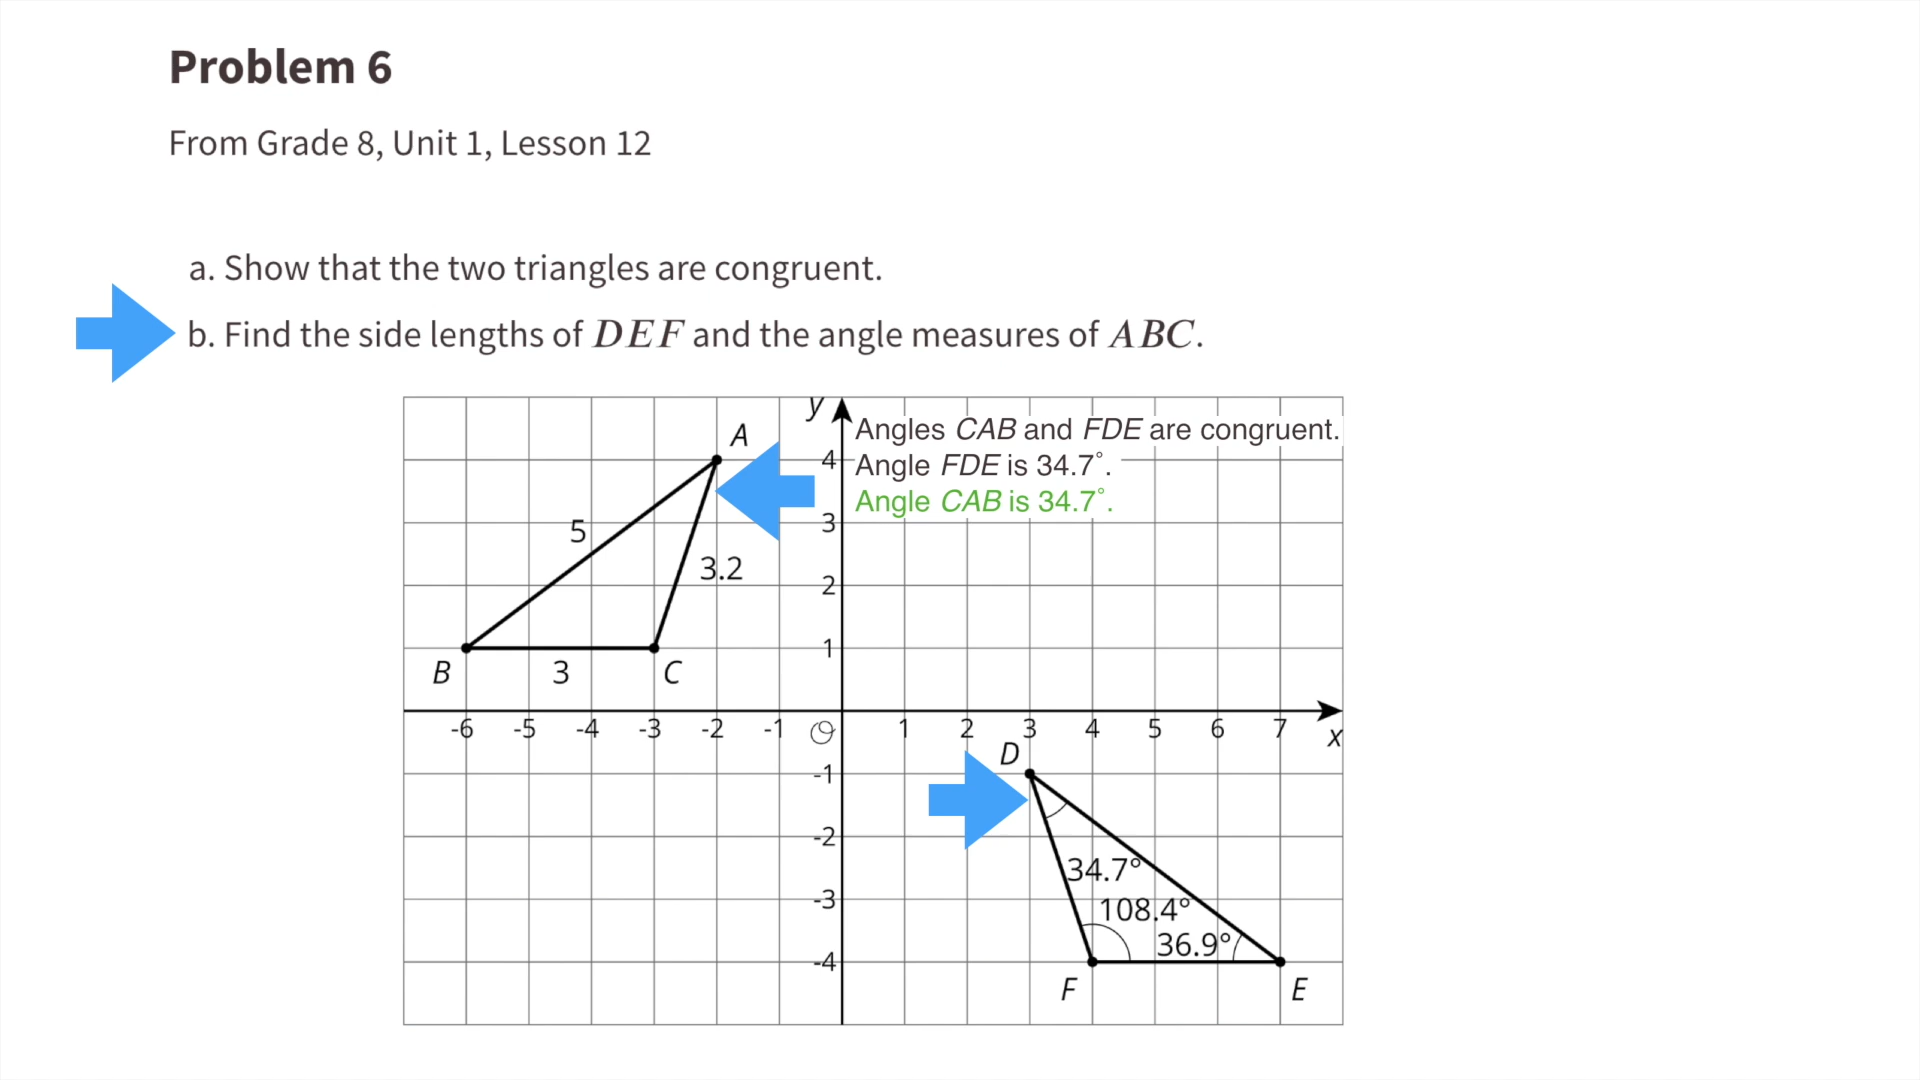 Problem 6
From Grade 8, Unit 1, Lesson 12
a. Show that the two triangles are congruent.
b. Find the side lengths of DEF and the angle measures of ABC.
y
Angles CAB and FDE are congruent.
A
4
Angle FDE is 34.7°.
Angle CAB is 34.7°.
3
5
3.2
2
1
B
3
C
-6 -5 -4 -3 -2 -1 O 1 2 3 4 5 6 7 x
D
-1
-2
34.7°
-3
108.4°
36.9°
-4
F
E